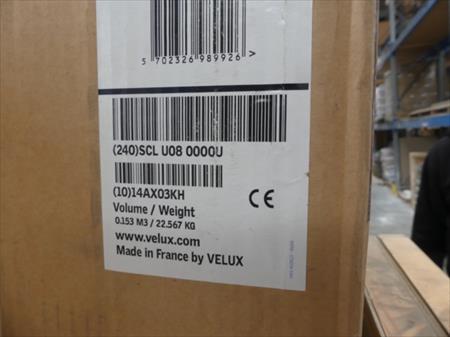 5 702326 989926 >
(240)SCL U08 0000U
(10)14AX03KH
Volume / Weight
0.153 M3 / 22.567 KG
CE
www.velux.com
Made in France by VELUX